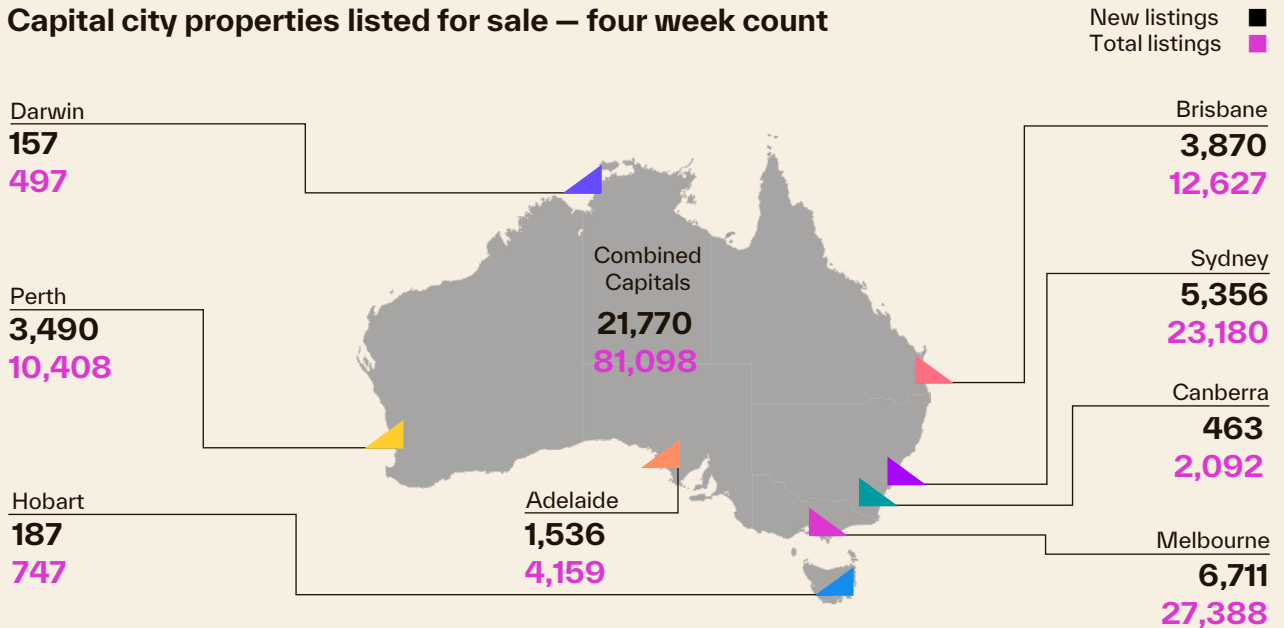 Capital city properties listed for sale — four week count
New listings
Total listings
Darwin
157
497
Perth
3,490
10,408
Hobart
187
747
Combined
Capitals
21,770
81,098
Adelaide
1,536
4,159
Brisbane
3,870
12,627
Sydney
5,356
23,180
Canberra
463
2,092
Melbourne
6,711
27,388